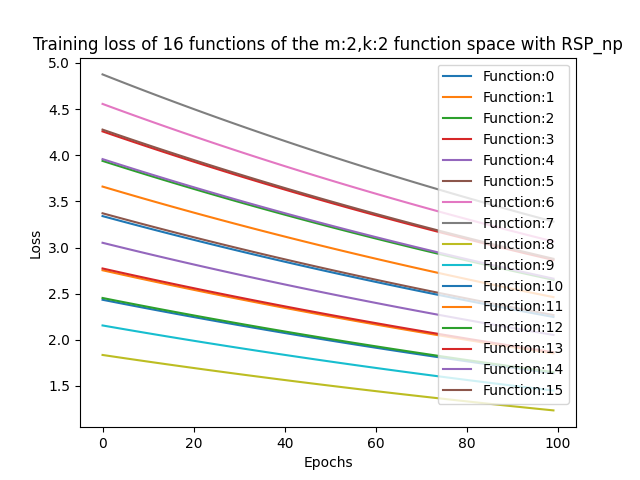 Training loss of 16 functions of the m:2,k:2 function space with RSP_np
5.0
4.5
4.0
3.5
3.0
2.5
2.0
1.5
Loss
0
20
40
60
80
100
Epochs
Function:0
Function:1
Function:2
Function:3
Function:4
Function:5
Function:6
Function:7
Function:8
Function:9
Function:10
Function:11
Function:12
Function:13
Function:14
Function:15